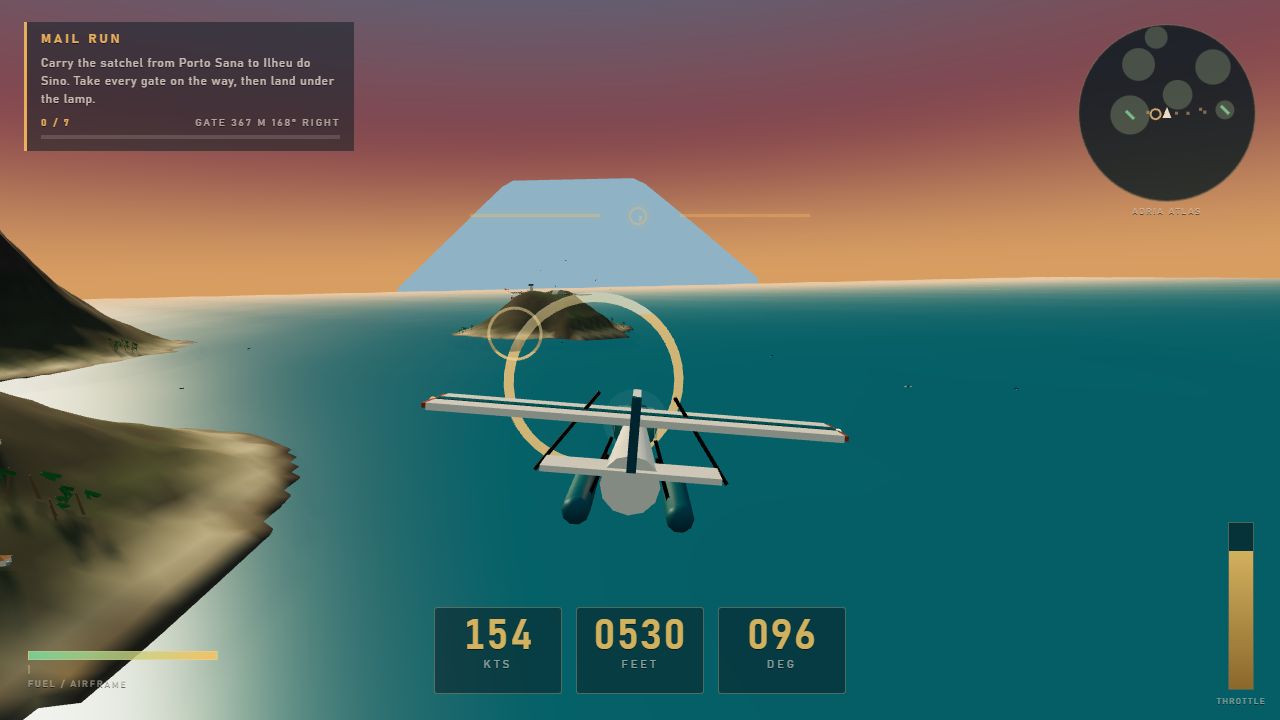 MAIL RUN
Carry the satchel from Porto Sana to Ilheu do
Sino. Take every gate on the way, then land under
the lamp.
0 / 7 GATE 367 M 168° RIGHT
ADRIA ATLAS
154
KTS
0530
FEET
096
DEG
FUEL / AIRFRAME
THROTTLE